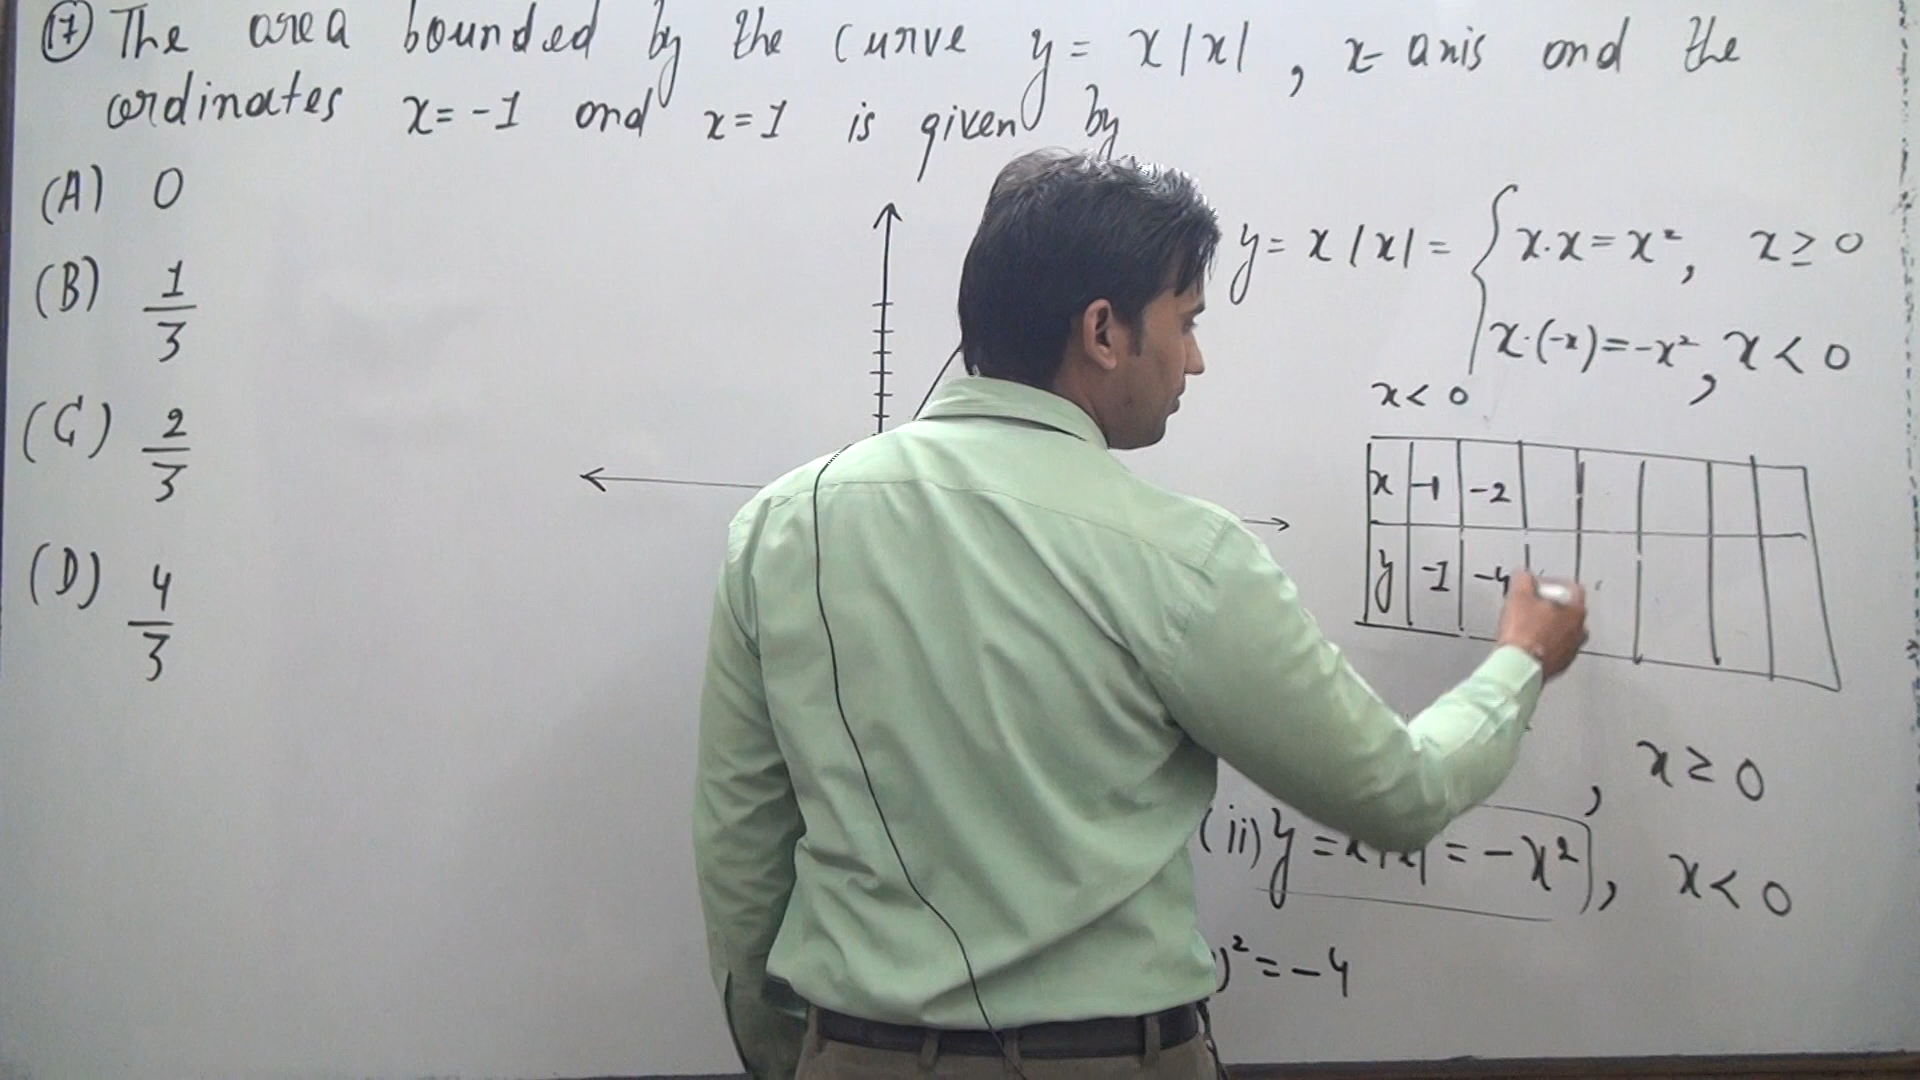 17 The area bounded by the curve y = x|x|, x-axis and the
ordinates x = -1 and x = 1 is given by
(A) 0
(B) 1/3
(C) 2/3
(D) 4/3
y = x|x| = { x.x = x², x ≥ 0
x.(-x) = -x², x < 0
x < 0
x -1 -2
y -1 -4
, x ≥ 0
(ii) y = x|x| = -x², x < 0
)² = -4